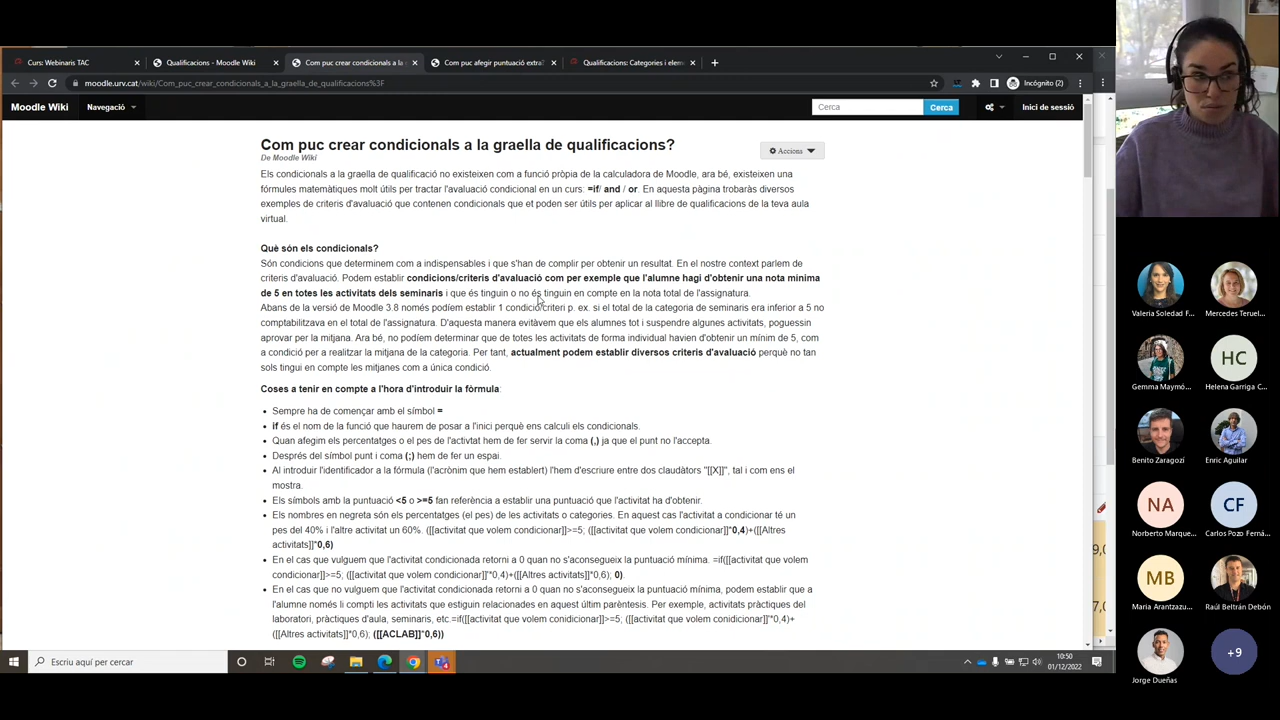 Curs: Webinaris TAC
Qualificacions - Moodle Wiki
Com puc crear condicionals a la
Com puc afegir puntuació extra?
Qualificacions: Categories i elem
moodle.urv.cat/wiki/Com_puc_crear_condicionals_a_la_graella_de_qualificacions%3F
Incógnito (2)
Moodle Wiki
Navegació
Cerca
Cerca
Inici de sessió
Com puc crear condicionals a la graella de qualificacions?
Accions
De Moodle Wiki
Els condicionals a la graella de qualificació no existeixen com a funció pròpia de la calculadora de Moodle, ara bé, existeixen una
fórmules matemàtiques molt útils per tractar l'avaluació condicional en un curs: =if/ and / or. En aquesta pàgina trobaràs diversos
exemples de criteris d'avaluació que contenen condicionals que et poden ser útils per aplicar al llibre de qualificacions de la teva aula
virtual.
Què són els condicionals?
Són condicions que determinem com a indispensables i que s'han de complir per obtenir un resultat. En el nostre context parlem de
criteris d'avaluació. Podem establir condicions/criteris d'avaluació com per exemple que l'alumne hagi d'obtenir una nota mínima
de 5 en totes les activitats dels seminaris i que és tinguin o no és tinguin en compte en la nota total de l'assignatura.
Abans de la versió de Moodle 3.8 només podíem establir 1 condició/criteri p. ex. si el total de la categoria de seminaris era inferior a 5 no
comptabilitzava en el total de l'assignatura. D'aquesta manera evitàvem que els alumnes tot i suspendre algunes activitats, poguessin
aprovar per la mitjana. Ara bé, no podíem determinar que de totes les activitats de forma individual havien d'obtenir un mínim de 5, com
a condició per a realitzar la mitjana de la categoria. Per tant, actualment podem establir diversos criteris d'avaluació perquè no tan
sols tingui en compte les mitjanes com a única condició.
Coses a tenir en compte a l'hora d'introduir la fórmula:
Sempre ha de començar amb el símbol =
if és el nom de la funció que haurem de posar a l'inici perquè ens calculi els condicionals.
Quan afegim els percentatges o el pes de l'activtat hem de fer servir la coma (,) ja que el punt no l'accepta.
Després del símbol punt i coma (;) hem de fer un espai.
Al introduir l'identificador a la fórmula (l'acrònim que hem establert) l'hem d'escriure entre dos claudàtors "[[X]]", tal i com ens el
mostra.
Els símbols amb la puntuació <5 o >=5 fan referència a establir una puntuació que l'activitat ha d'obtenir.
Els nombres en negreta són els percentatges (el pes) de les activitats o categories. En aquest cas l'activitat a condicionar té un
pes del 40% i l'altre activitat un 60%. ([[activitat que volem condicionar]]>=5; ([[activitat que volem condicionar]]*0,4)+([[Altres
activitats]]*0,6)
En el cas que vulguem que l'activitat condicionada retorni a 0 quan no s'aconsegueix la puntuació mínima. =if([[activitat que volem
condicionar]]>=5; ([[activitat que volem condicionar]]*0,4)+([[Altres activitats]]*0,6); 0).
En el cas que no vulguem que l'activitat condicionada retorni a 0 quan no s'aconsegueix la puntuació mínima, podem establir que a
l'alumne només li compti les activitats que estiguin relacionades en aquest últim parèntesis. Per exemple, activitats pràctiques del
laboratori, pràctiques d'aula, seminaris, etc.=if([[activitat que volem conidicionar]]>=5; ([[activitat que volem conidicionar]]*0,4)+
([[Altres activitats]]*0,6); ([[ACLAB]]*0,6))
Escriu aquí per cercar
10:50
01/12/2022
Valeria Soledad F...
Mercedes Teruel...
HC
Gemma Maymó...
Helena Garriga C...
Benito Zaragozí
Enric Aguilar
NA
CF
Norberto Marque...
Carlos Pozo Ferná...
MB
Maria Arantzazu...
Raúl Beltrán Debón
+9
Jorge Dueñas